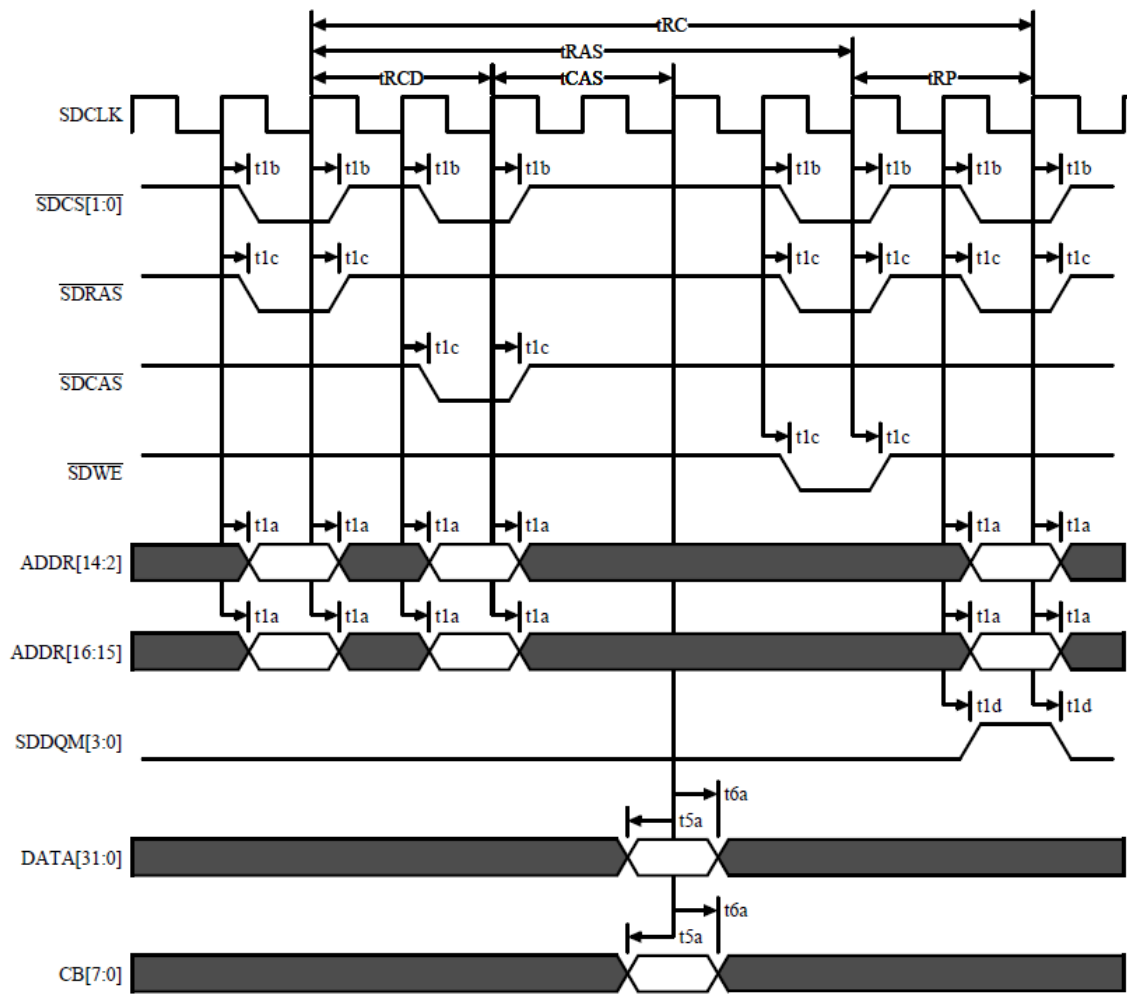 tRC
tRAS
tRCD tCAS tRP
SDCLK
t1b t1b t1b t1b t1b t1b t1b t1b
SDCS[1:0]
t1c t1c t1c t1c t1c t1c
SDRAS
t1c t1c
SDCAS
t1c t1c
SDWE
t1a t1a t1a t1a t1a t1a
ADDR[14:2]
t1a t1a t1a t1a t1a t1a
ADDR[16:15]
t1d t1d
SDDQM[3:0]
t6a
t5a
DATA[31:0]
t6a
t5a
CB[7:0]